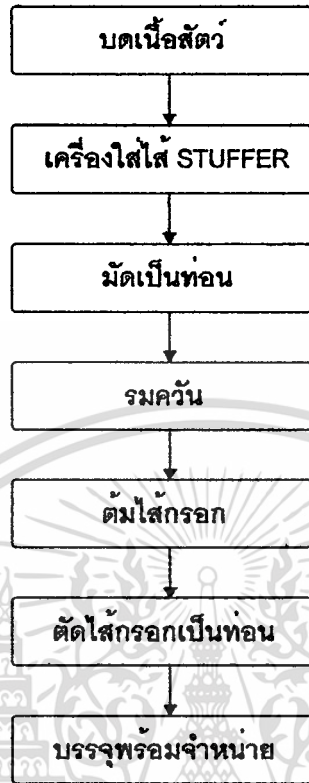 บดเนื้อสัตว์
เครื่องใส่ไส้ STUFFER
มัดเป็นท่อน
รมควัน
ต้มไส้กรอก
ตัดไส้กรอกเป็นท่อน
บรรจุพร้อมจำหน่าย